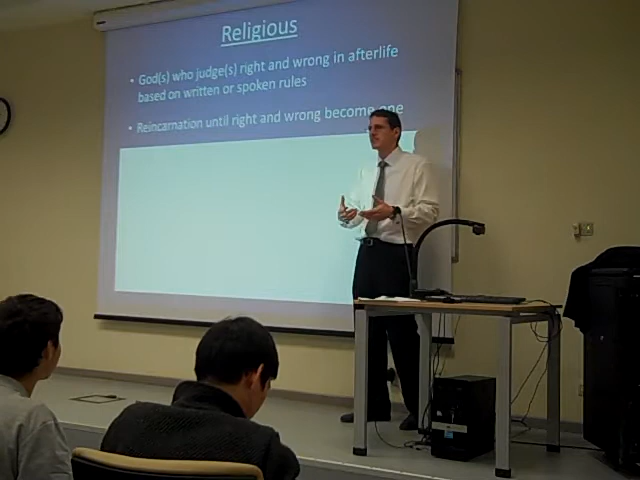 Religious
• God(s) who judge(s) right and wrong in afterlife
based on written or spoken rules
• Reincarnation until right and wrong become one